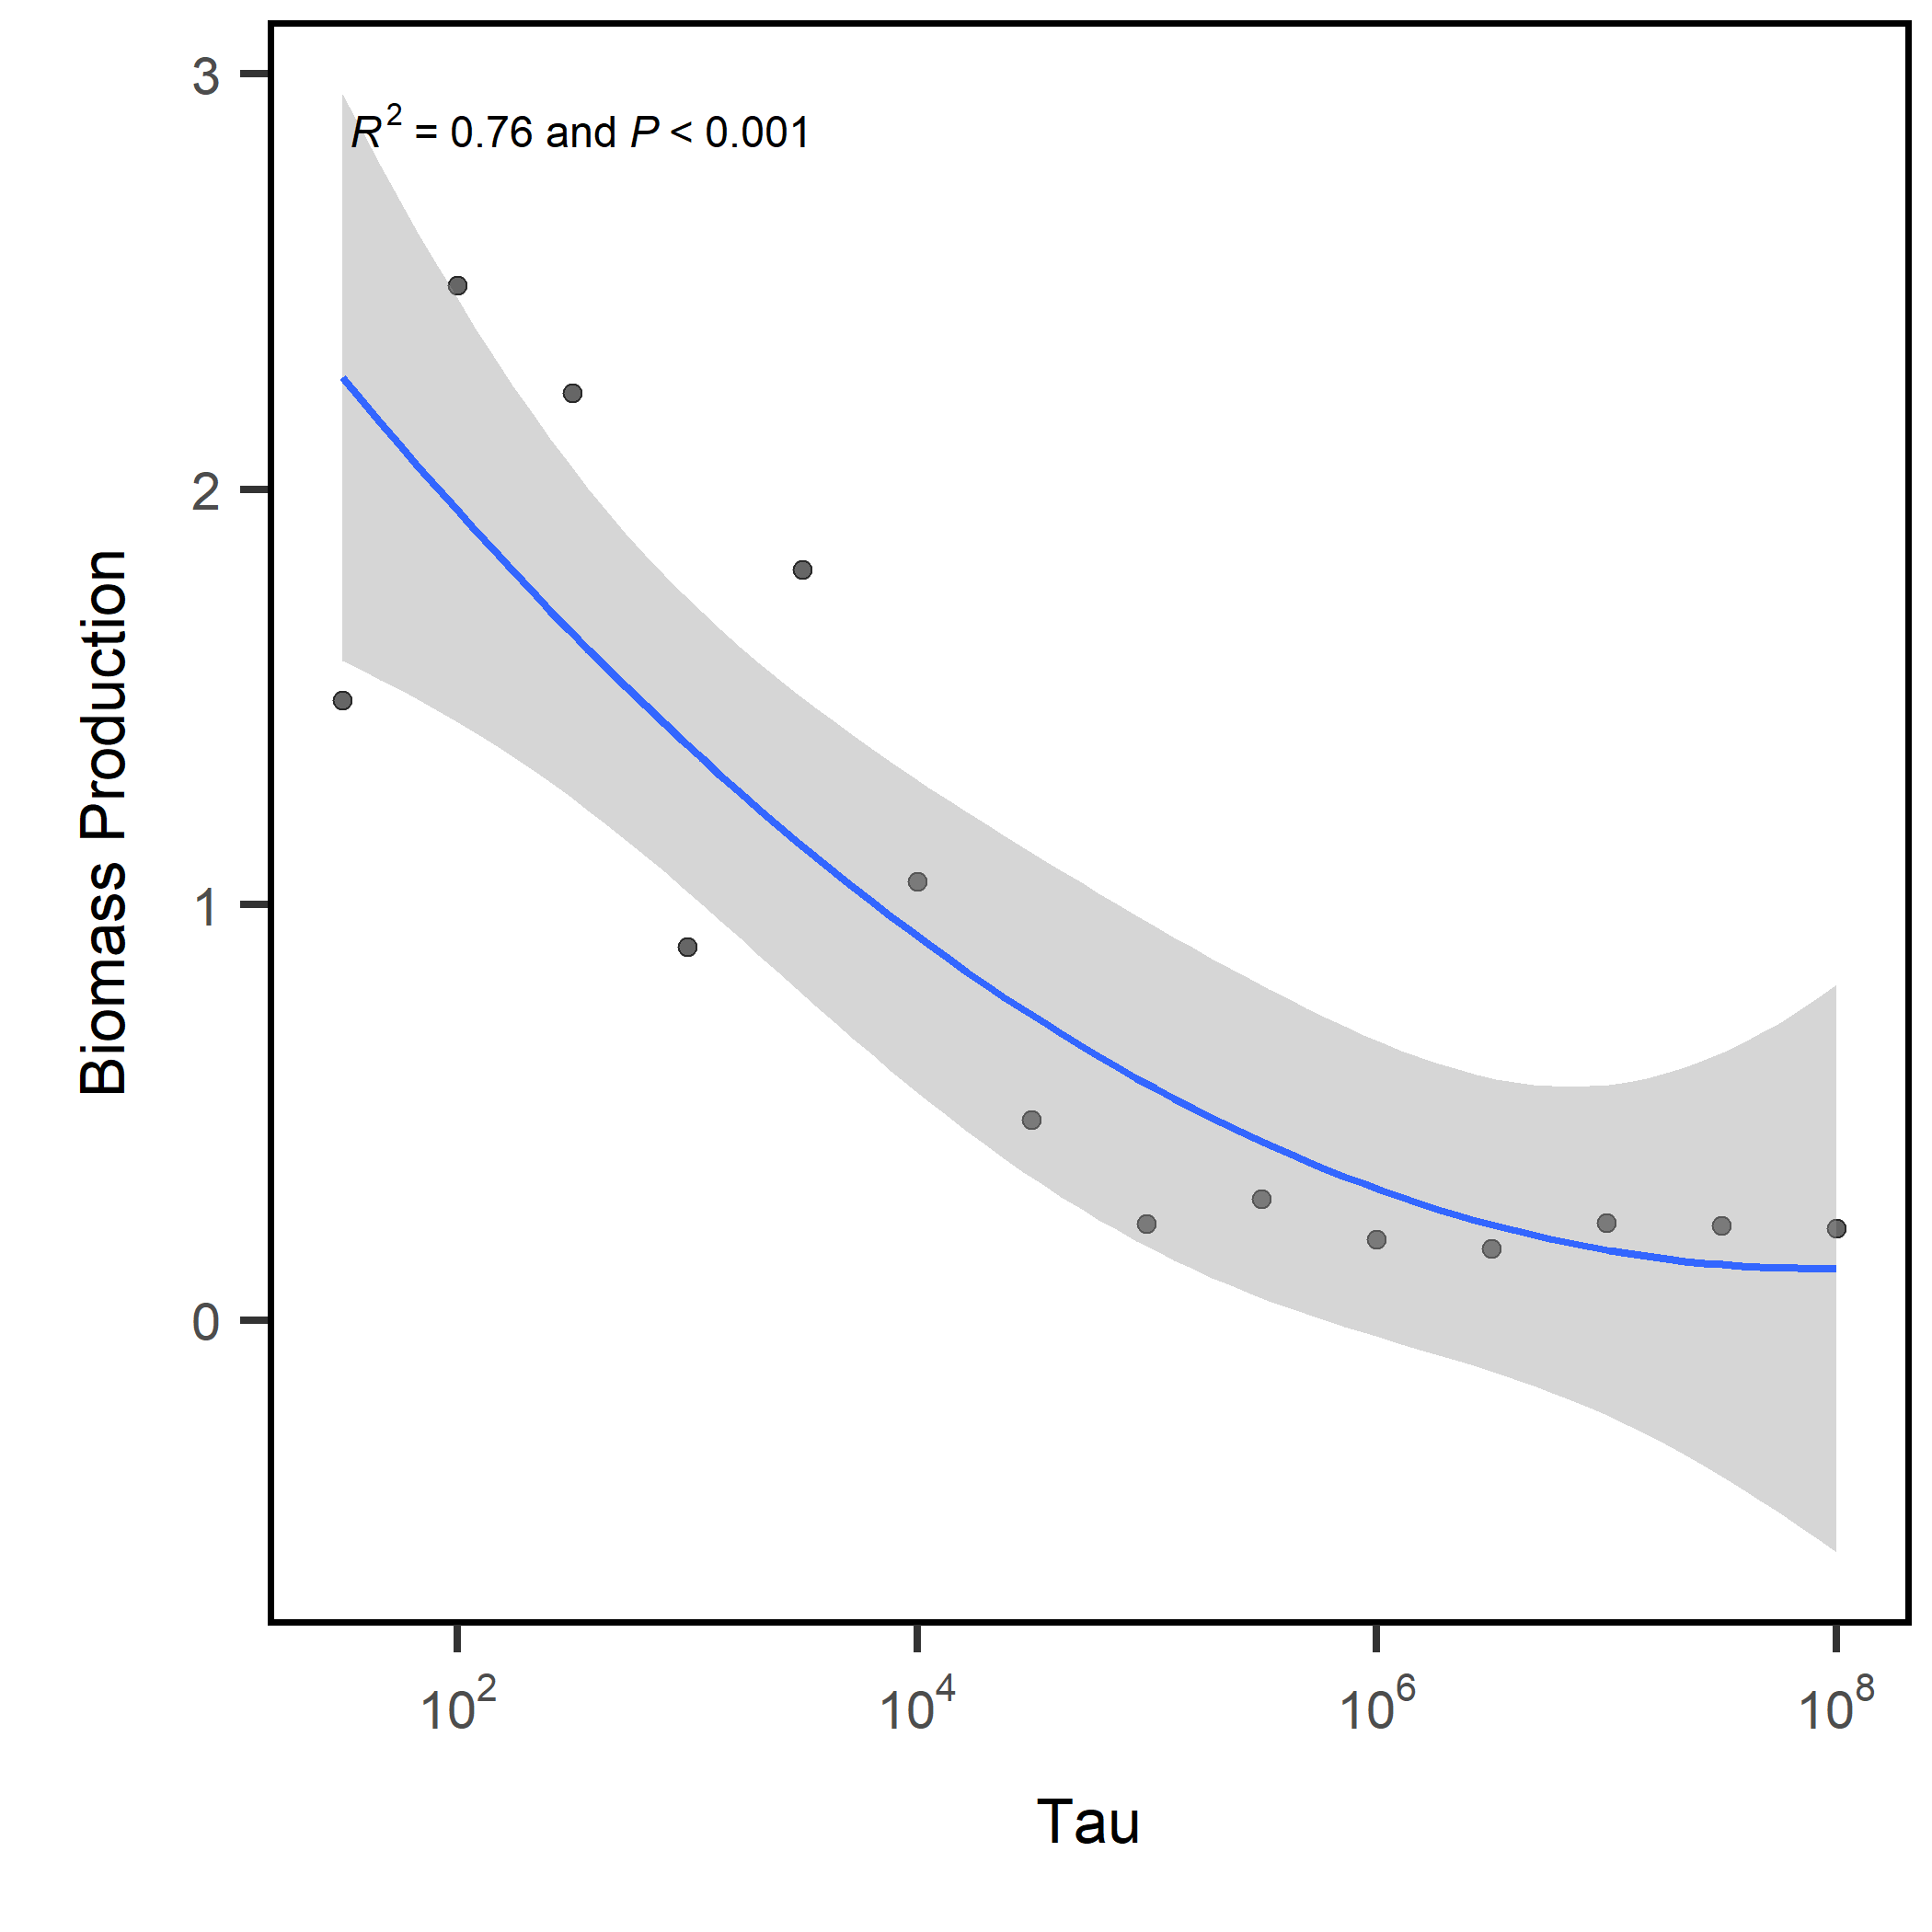 R² = 0.76 and P < 0.001
3
2
1
0
Biomass Production
10² 10⁴ 10⁶ 10⁸
Tau